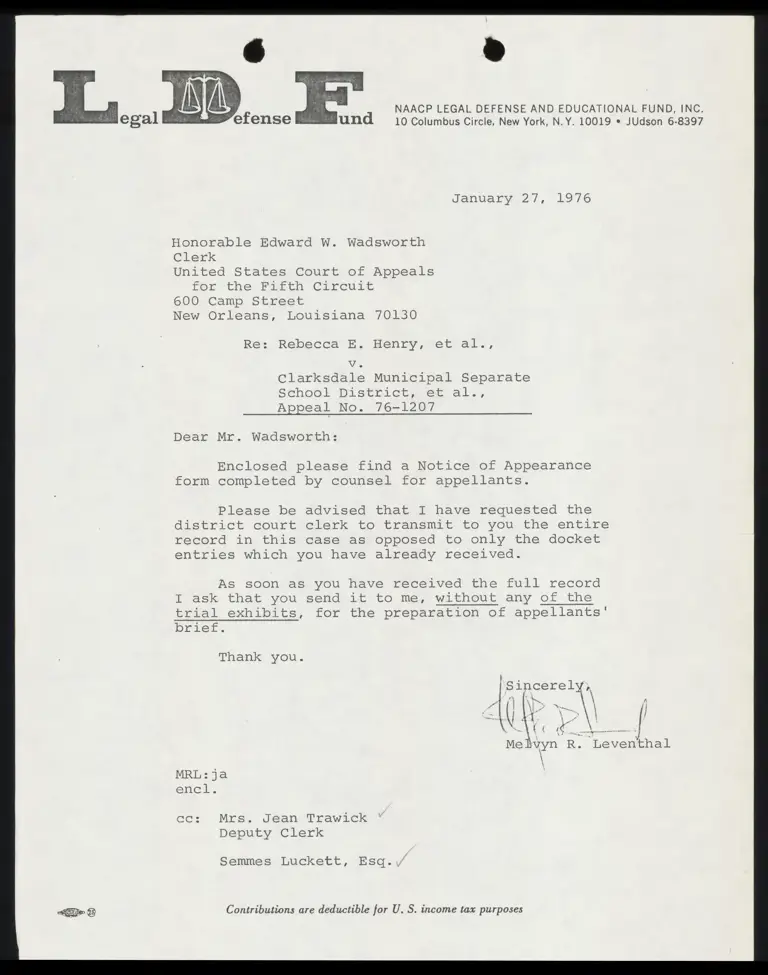 Legal Defense Fund
NAACP LEGAL DEFENSE AND EDUCATIONAL FUND, INC.
10 Columbus Circle, New York, N.Y. 10019 • JUdson 6-8397
January 27, 1976
Honorable Edward W. Wadsworth
Clerk
United States Court of Appeals
for the Fifth Circuit
600 Camp Street
New Orleans, Louisiana 70130
Re: Rebecca E. Henry, et al.,
v.
Clarksdale Municipal Separate
School District, et al.,
Appeal No. 76-1207
Dear Mr. Wadsworth:
Enclosed please find a Notice of Appearance
form completed by counsel for appellants.
Please be advised that I have requested the
district court clerk to transmit to you the entire
record in this case as opposed to only the docket
entries which you have already received.
As soon as you have received the full record
I ask that you send it to me, without any of the
trial exhibits, for the preparation of appellants'
brief.
Thank you.
Sincerely,
Melvyn R. Leventhal
MRL:ja
encl.
cc: Mrs. Jean Trawick
Deputy Clerk
Semmes Luckett, Esq.
Contributions are deductible for U. S. income tax purposes